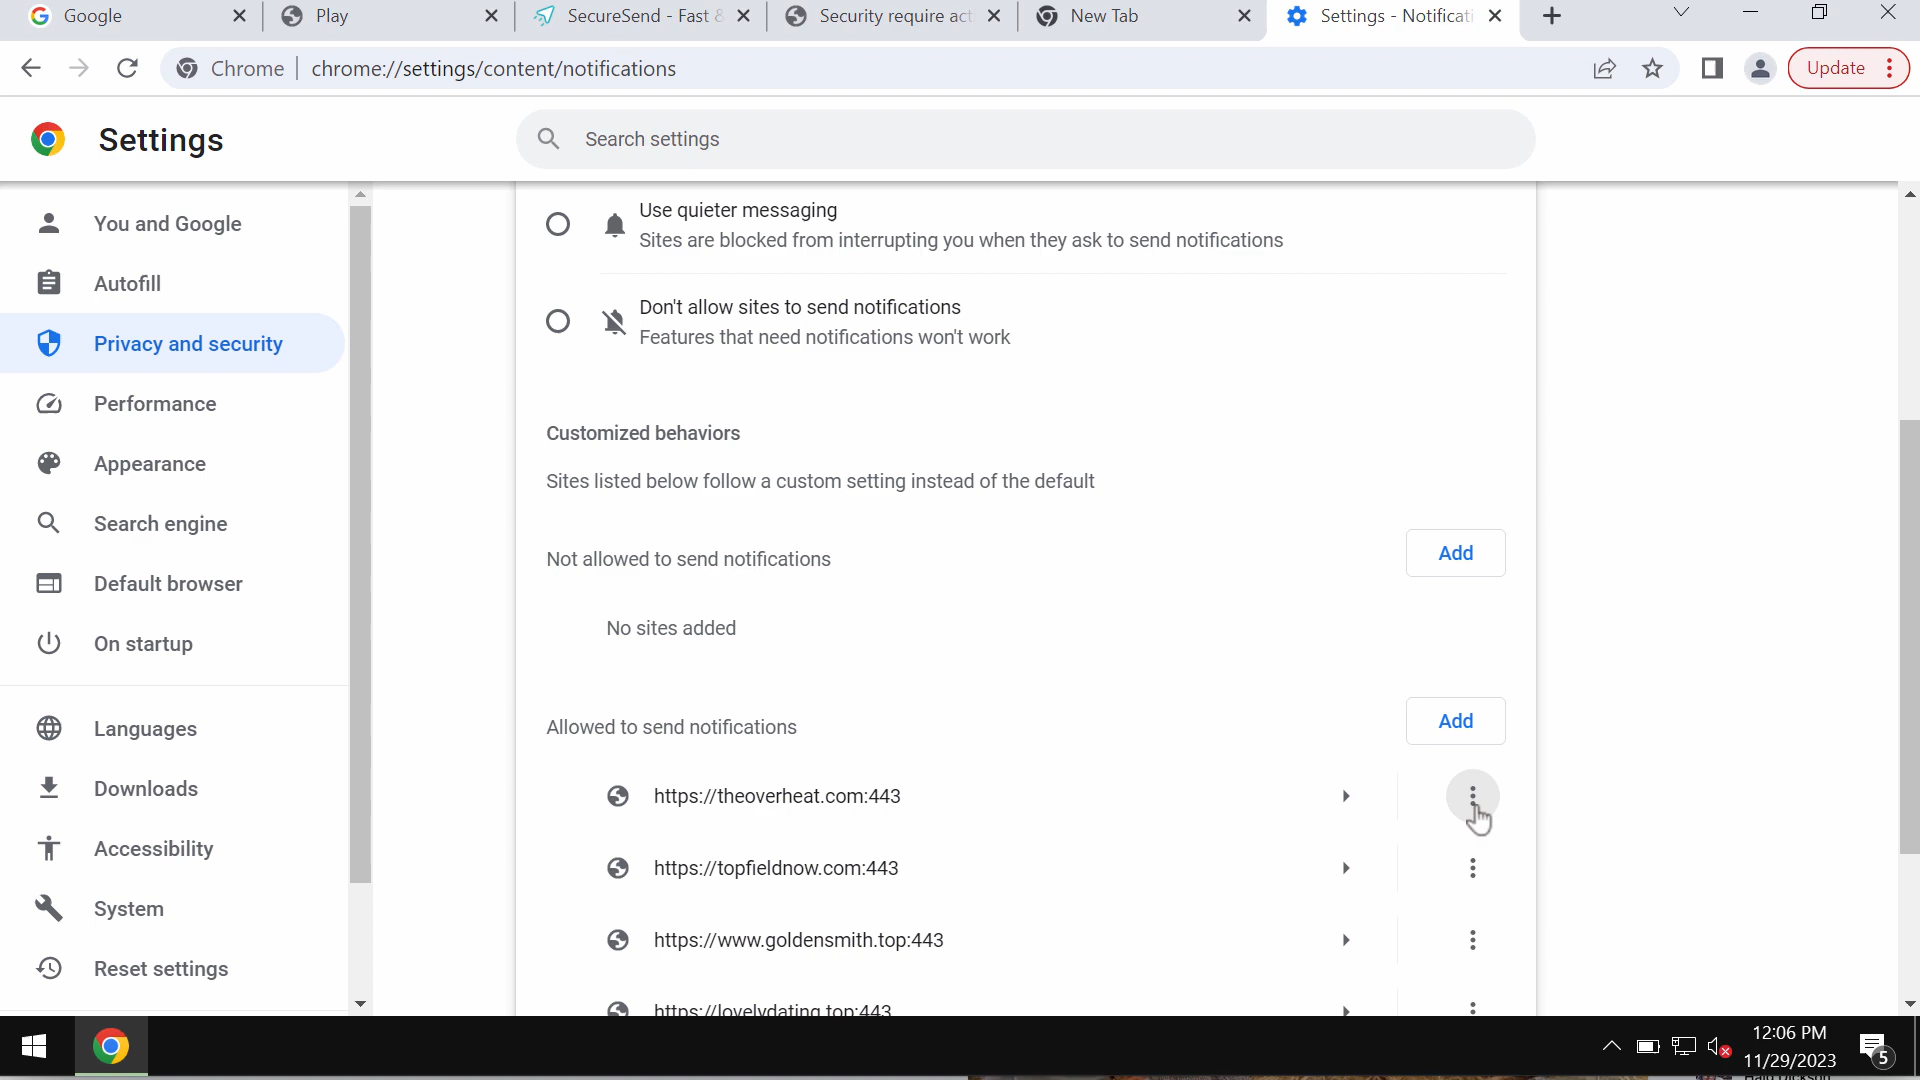 Google
Play
SecureSend - Fast &
Security require act
New Tab
Settings - Notificati
Chrome
chrome://settings/content/notifications
Update
Settings
Search settings
You and Google
Autofill
Privacy and security
Performance
Appearance
Search engine
Default browser
On startup
Languages
Downloads
Accessibility
System
Reset settings
Use quieter messaging
Sites are blocked from interrupting you when they ask to send notifications
Don't allow sites to send notifications
Features that need notifications won't work
Customized behaviors
Sites listed below follow a custom setting instead of the default
Not allowed to send notifications
Add
No sites added
Allowed to send notifications
Add
https://theoverheat.com:443
https://topfieldnow.com:443
https://www.goldensmith.top:443
https://lovelydating.top:443
12:06 PM
11/29/2023
5